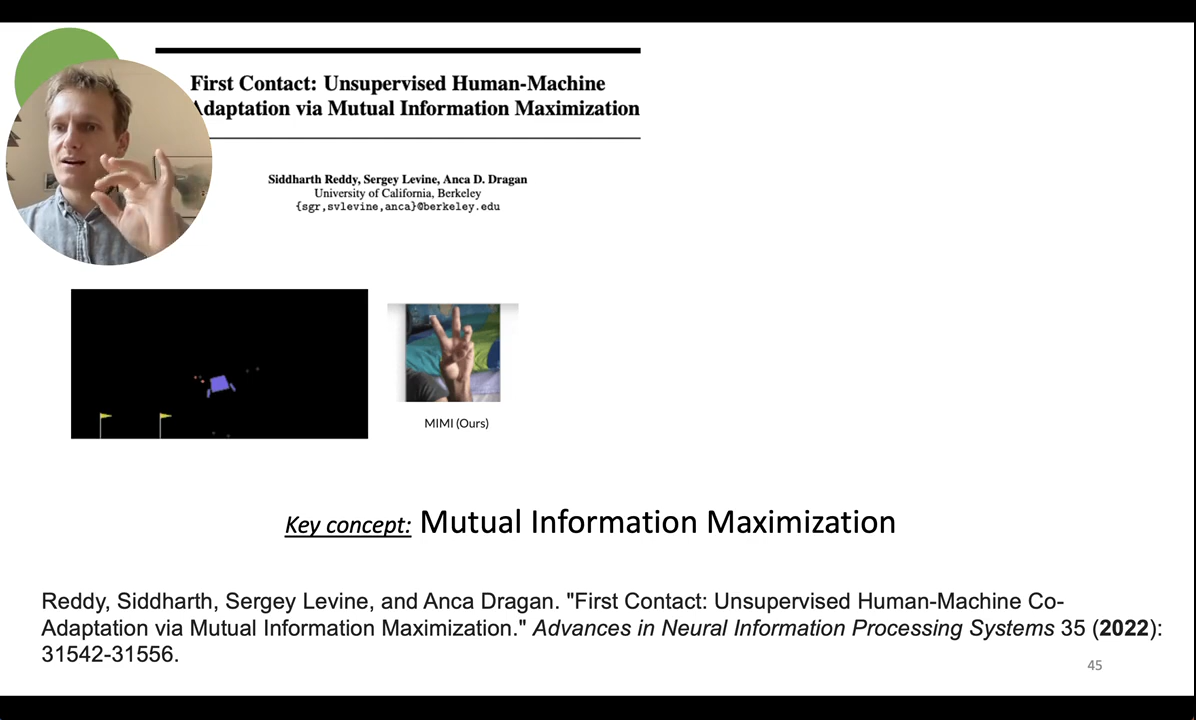 First Contact: Unsupervised Human-Machine
Adaptation via Mutual Information Maximization
Siddharth Reddy, Sergey Levine, Anca D. Dragan
University of California, Berkeley
{sgr,svlevine,anca}@berkeley.edu
MIMI (Ours)
Key concept: Mutual Information Maximization
Reddy, Siddharth, Sergey Levine, and Anca Dragan. "First Contact: Unsupervised Human-Machine Co-
Adaptation via Mutual Information Maximization." Advances in Neural Information Processing Systems 35 (2022):
31542-31556.
45